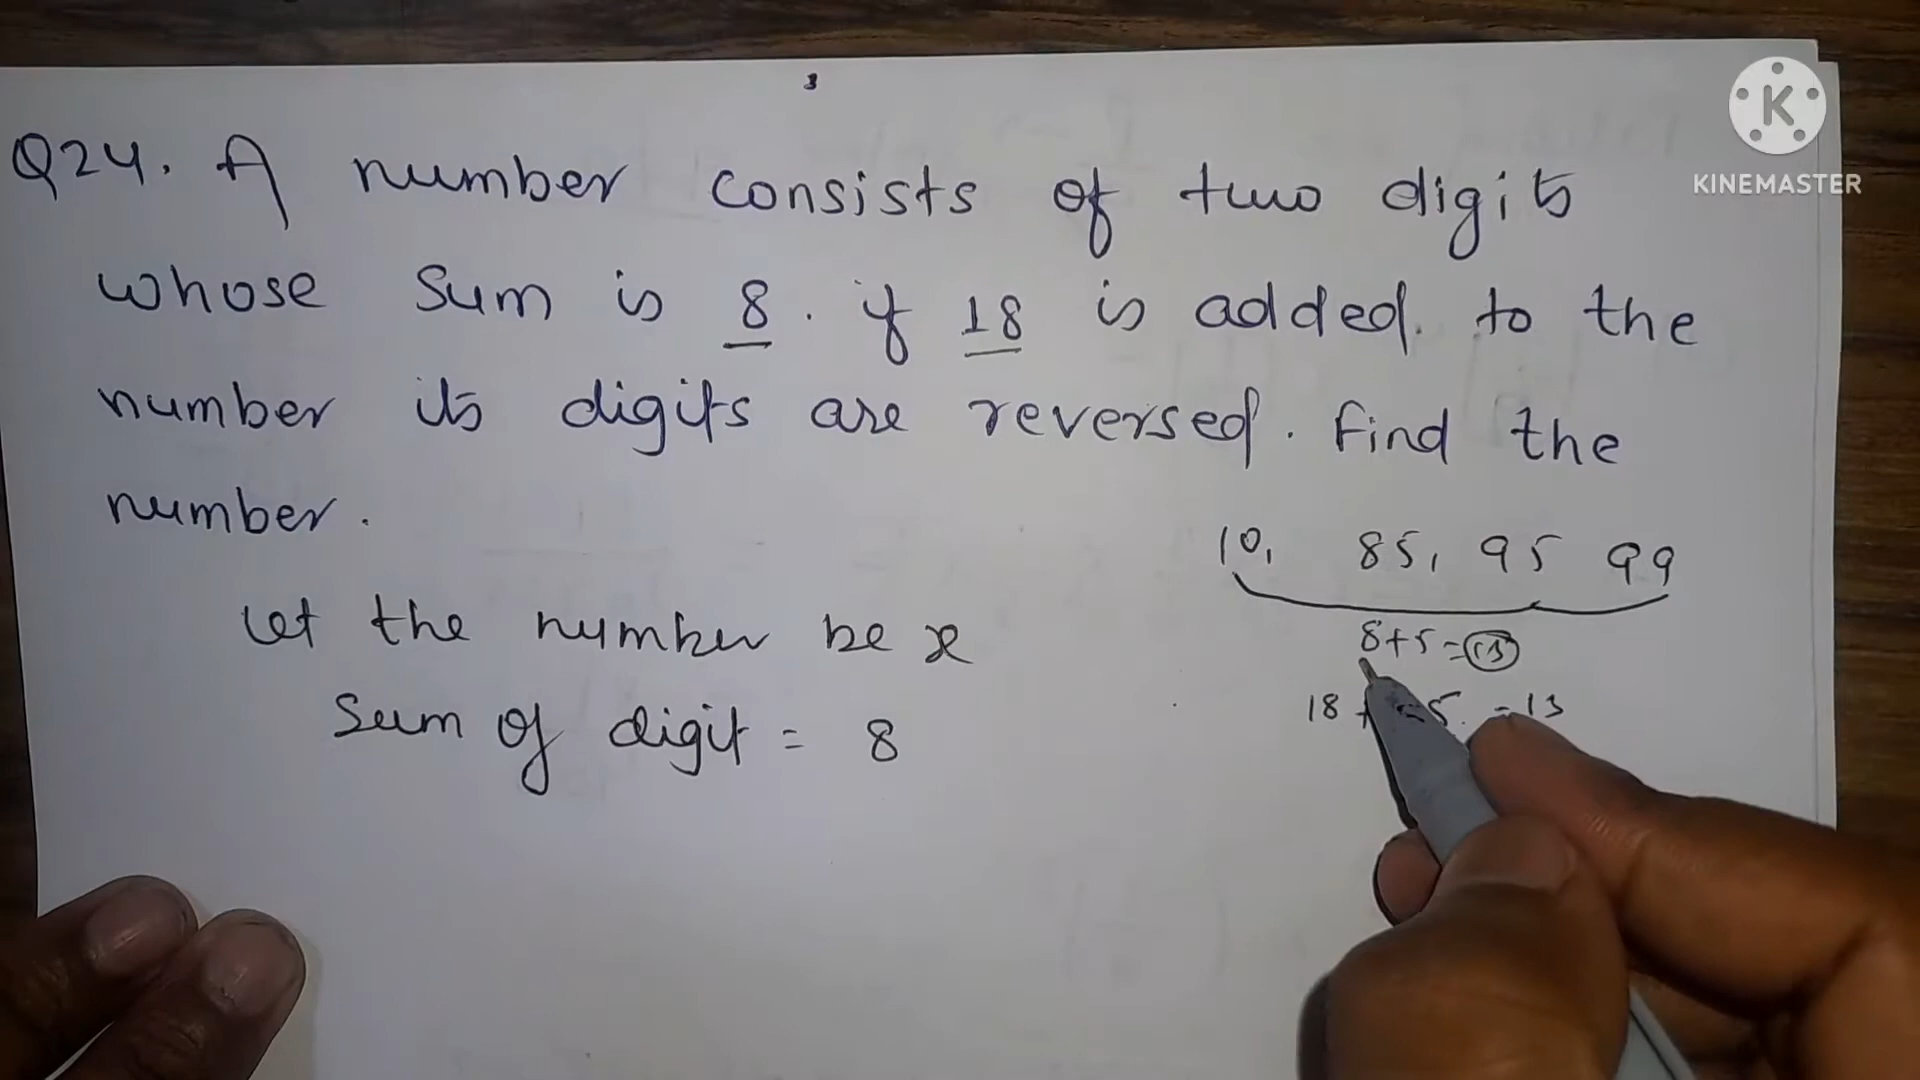 3
KINEMASTER
Q24. A number consists of two digits
whose sum is 8. if 18 is added. to the
number its digits are reversed. Find the
number.
10, 85, 95 99
Let the number be x
8+5=13
Sum of digit = 8
18 5. =13